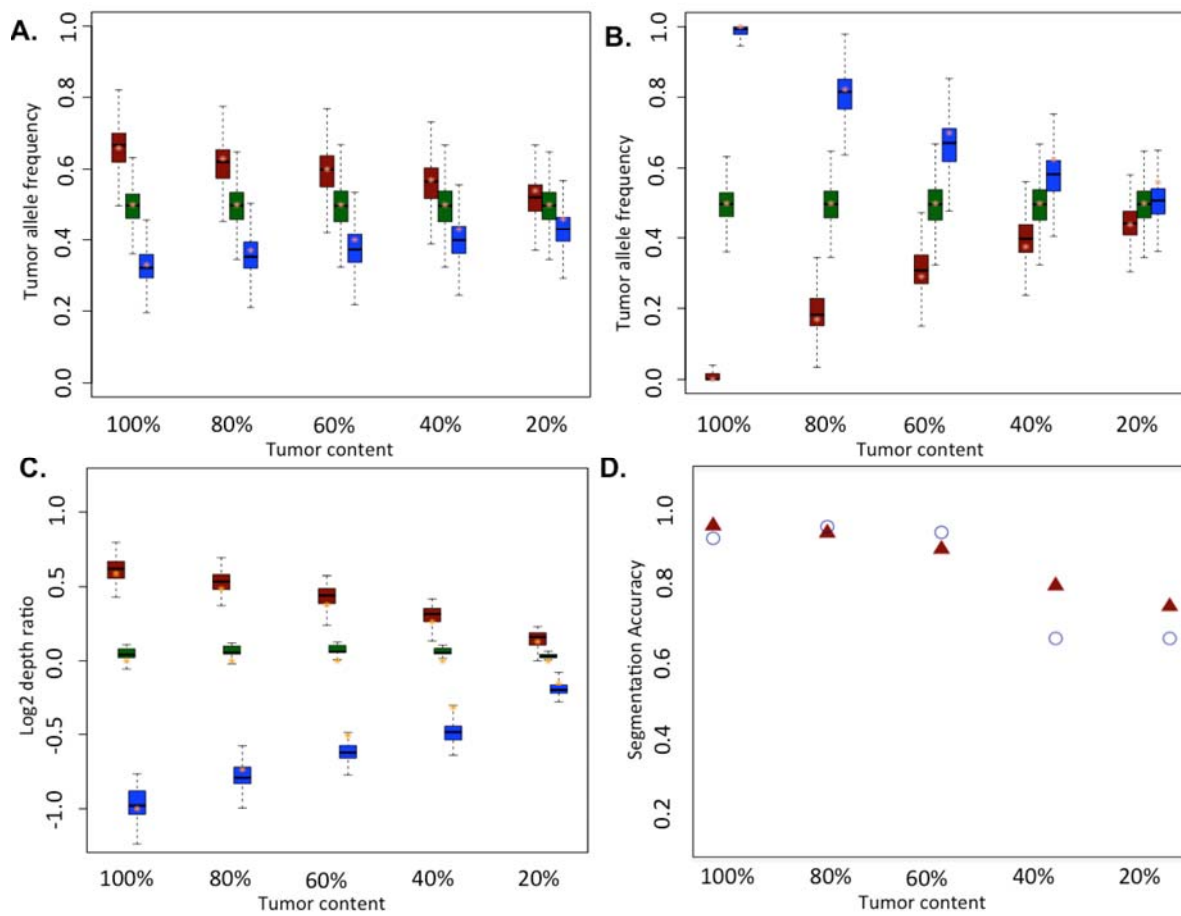 A.
Tumor allele frequency
1.0
0.8
0.6
0.4
0.2
0.0
100% 80% 60% 40% 20%
Tumor content
B.
Tumor allele frequency
1.0
0.8
0.6
0.4
0.2
0.0
100% 80% 60% 40% 20%
Tumor content
C.
Log2 depth ratio
1.0
0.5
0.0
-0.5
-1.0
100% 80% 60% 40% 20%
Tumor content
D.
Segmentation Accuracy
1.0
0.8
0.6
0.4
0.2
100% 80% 60% 40% 20%
Tumor content